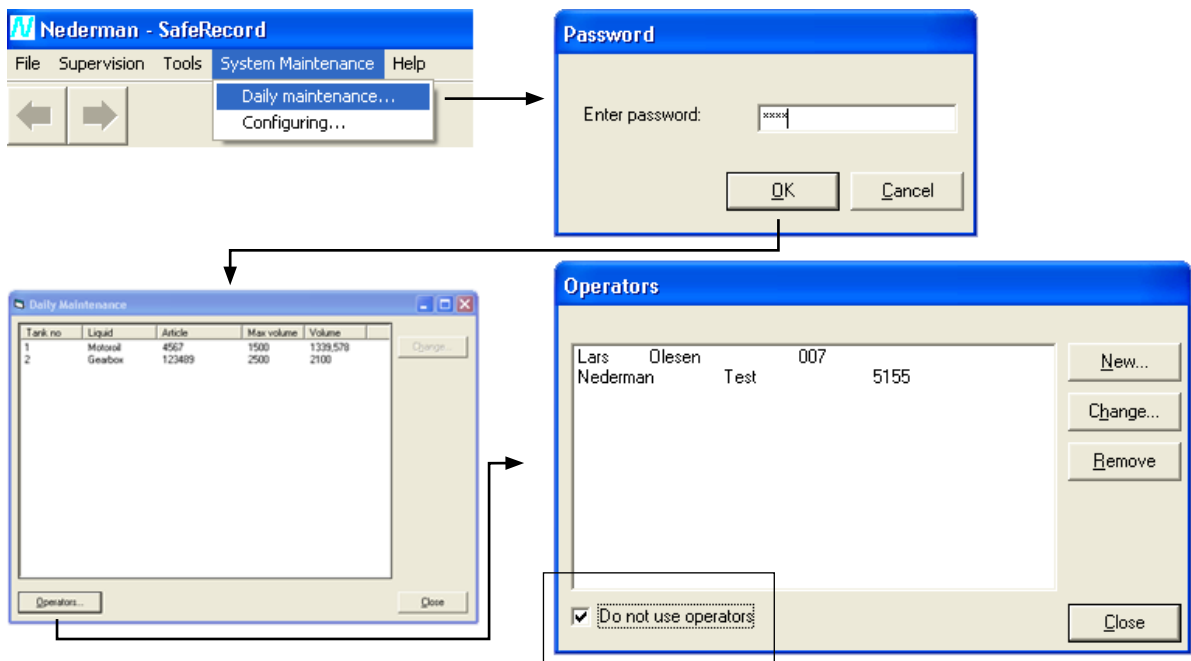 Nederman - SafeRecord
File Supervision Tools System Maintenance Help
Daily maintenance...
Configuring...
Password
Enter password: xxxx
OK Cancel
Daily Maintenance
Tank no Liquid Article Max volume Volume
1 Motoroil 4567 1500 1339,578
2 Gearbox 123489 2500 2100
Change...
Operators... Close
Operators
Lars Olesen 007
Nederman Test 5155
New...
Change...
Remove
Do not use operators
Close